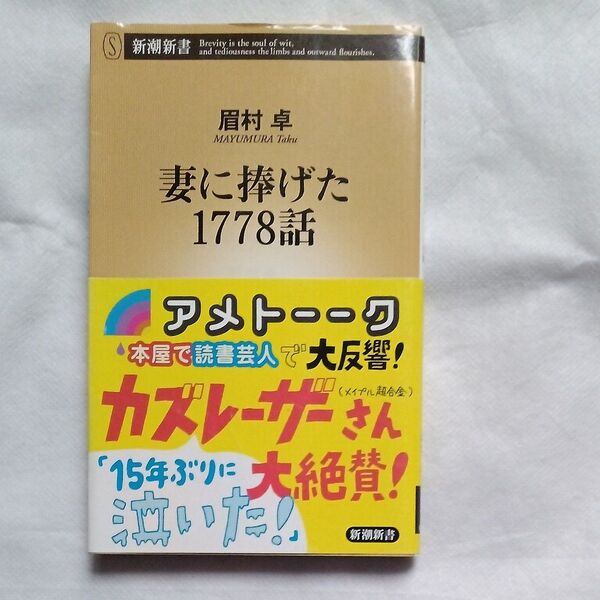 S 新潮新書
Brevity is the soul of wit,
and tediousness the limbs and outward flourishes.
眉村 卓
MAYUMURA Taku
妻に捧げた
1778話
アメトーーク
本屋で読書芸人で大反響!
カズレーザーさん
(メイプル超合金)
大絶賛!
「15年ぶりに
泣いた!」
新潮新書